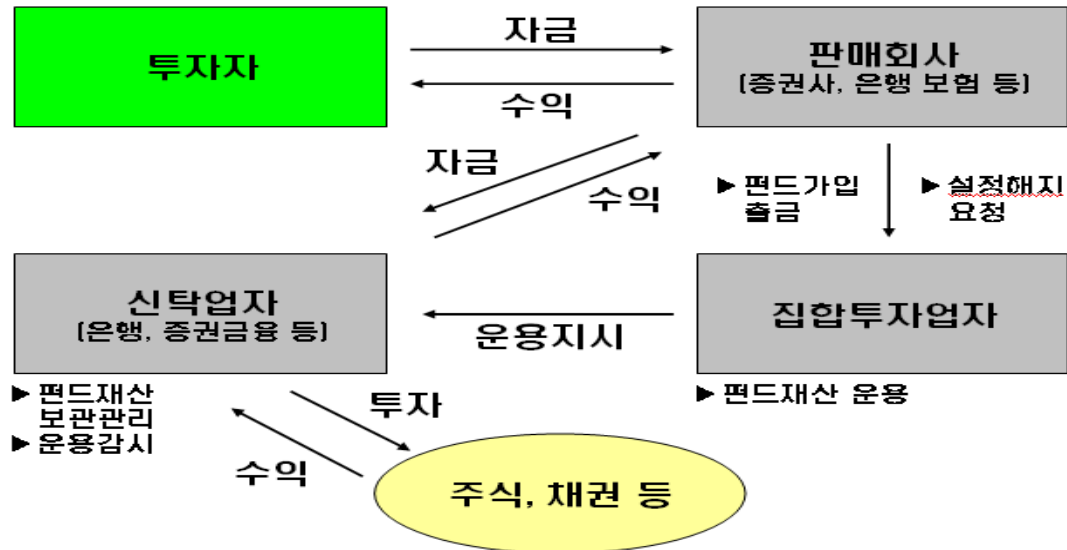 투자자
자금
수익
판매회사
(증권사, 은행 보험 등)
자금
수익
▶ 펀드가입
출금
▶ 설정해지
요청
신탁업자
(은행, 증권금융 등)
운용지시
집합투자업자
▶ 펀드재산
보관관리
▶ 운용감시
▶ 펀드재산 운용
투자
수익
주식, 채권 등